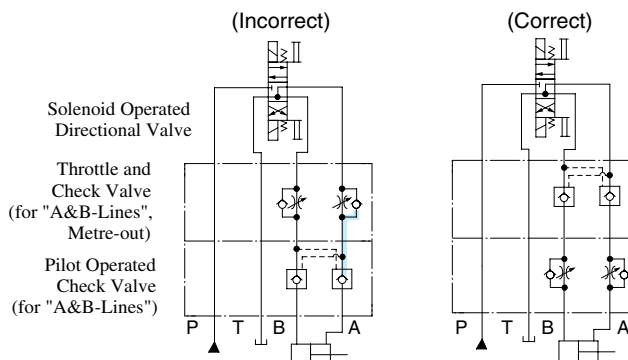 (Incorrect)
(Correct)
Solenoid Operated
Directional Valve
Throttle and
Check Valve
(for "A&B-Lines",
Metre-out)
Pilot Operated
Check Valve
(for "A&B-Lines")
P T B A
P T B A